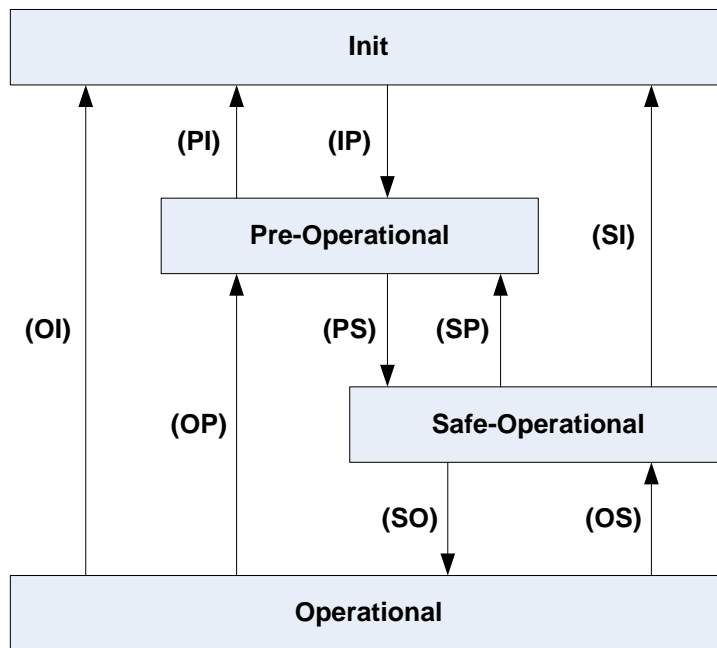 Init
(PI)
(IP)
Pre-Operational
(SI)
(OI)
(PS)
(SP)
(OP)
Safe-Operational
(SO)
(OS)
Operational